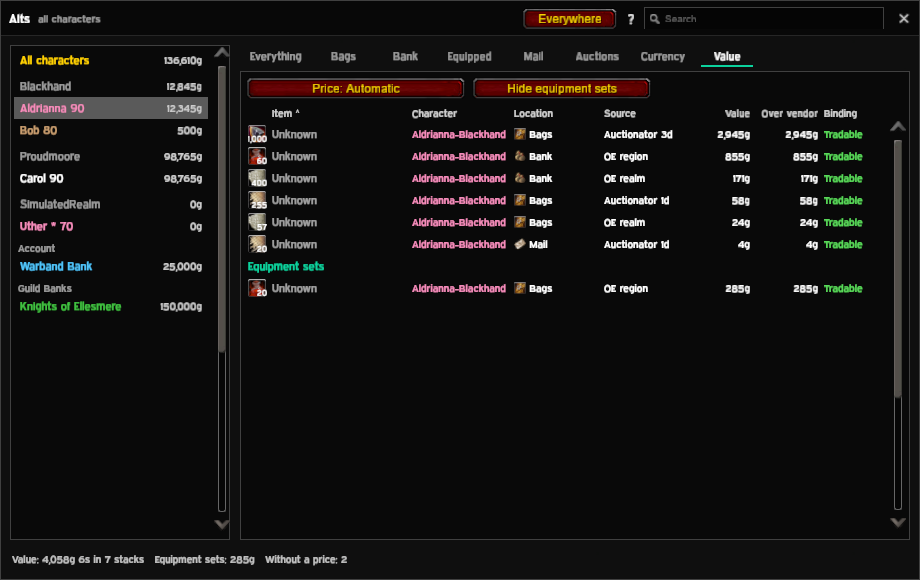 Alts all characters Everywhere ? Search
All characters 136,610g
Blackhand 12,845g
Aldrianna 90 12,345g
Bob 80 500g
Proudmoore 98,765g
Carol 90 98,765g
SimulatedRealm 0g
Uther * 70 0g
Account
Warband Bank 25,000g
Guild Banks
Knights of Ellesmere 150,000g
Everything Bags Bank Equipped Mail Auctions Currency Value
Price: Automatic Hide equipment sets
Item ^ Character Location Source Value Over vendor Binding
1,000 Unknown Aldrianna-Blackhand Bags Auctionator 3d 2,945g 2,945g Tradable
60 Unknown Aldrianna-Blackhand Bank OE region 855g 855g Tradable
400 Unknown Aldrianna-Blackhand Bank OE realm 171g 171g Tradable
255 Unknown Aldrianna-Blackhand Bags Auctionator 1d 58g 58g Tradable
57 Unknown Aldrianna-Blackhand Bags OE realm 24g 24g Tradable
20 Unknown Aldrianna-Blackhand Mail Auctionator 1d 4g 4g Tradable
Equipment sets
20 Unknown Aldrianna-Blackhand Bags OE region 285g 285g Tradable
Value: 4,058g 6s in 7 stacks Equipment sets: 285g Without a price: 2